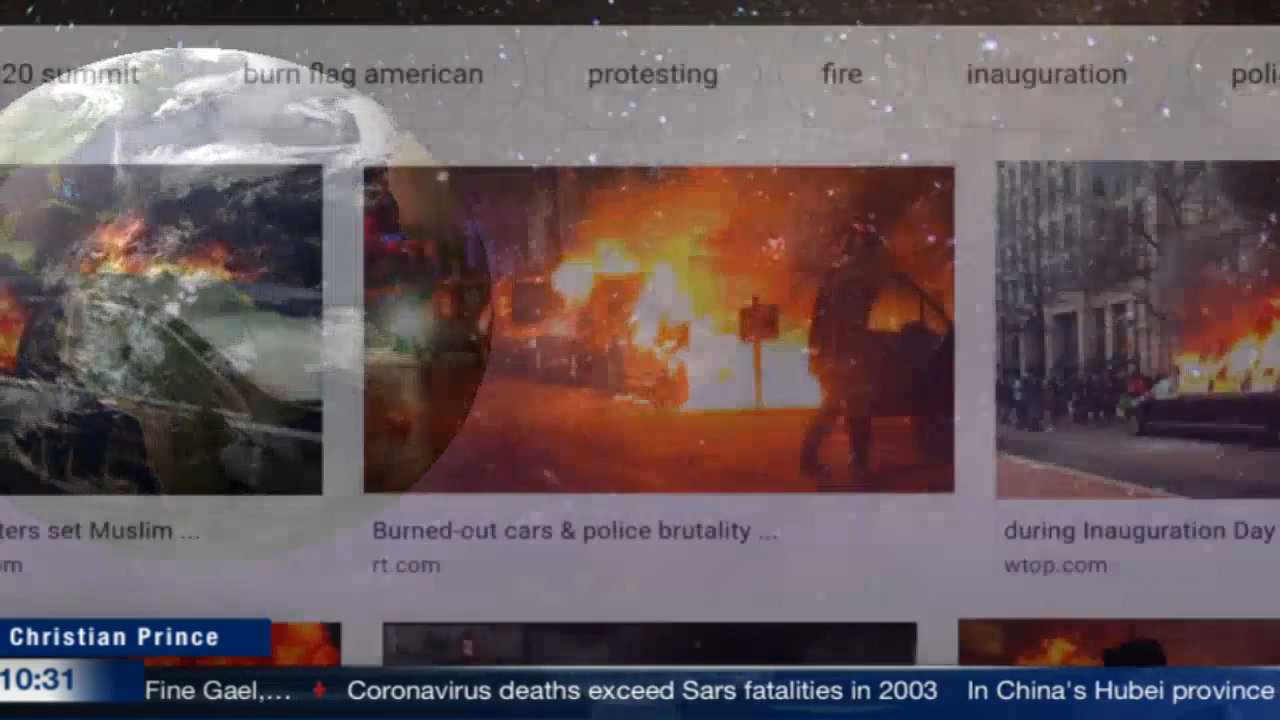 20 summit burn flag american protesting fire inauguration poli
ters set Muslim ...
om
Burned-out cars & police brutality ...
rt.com
during Inauguration Day
wtop.com
Christian Prince
10:31
Fine Gael,... Coronavirus deaths exceed Sars fatalities in 2003 In China's Hubei province